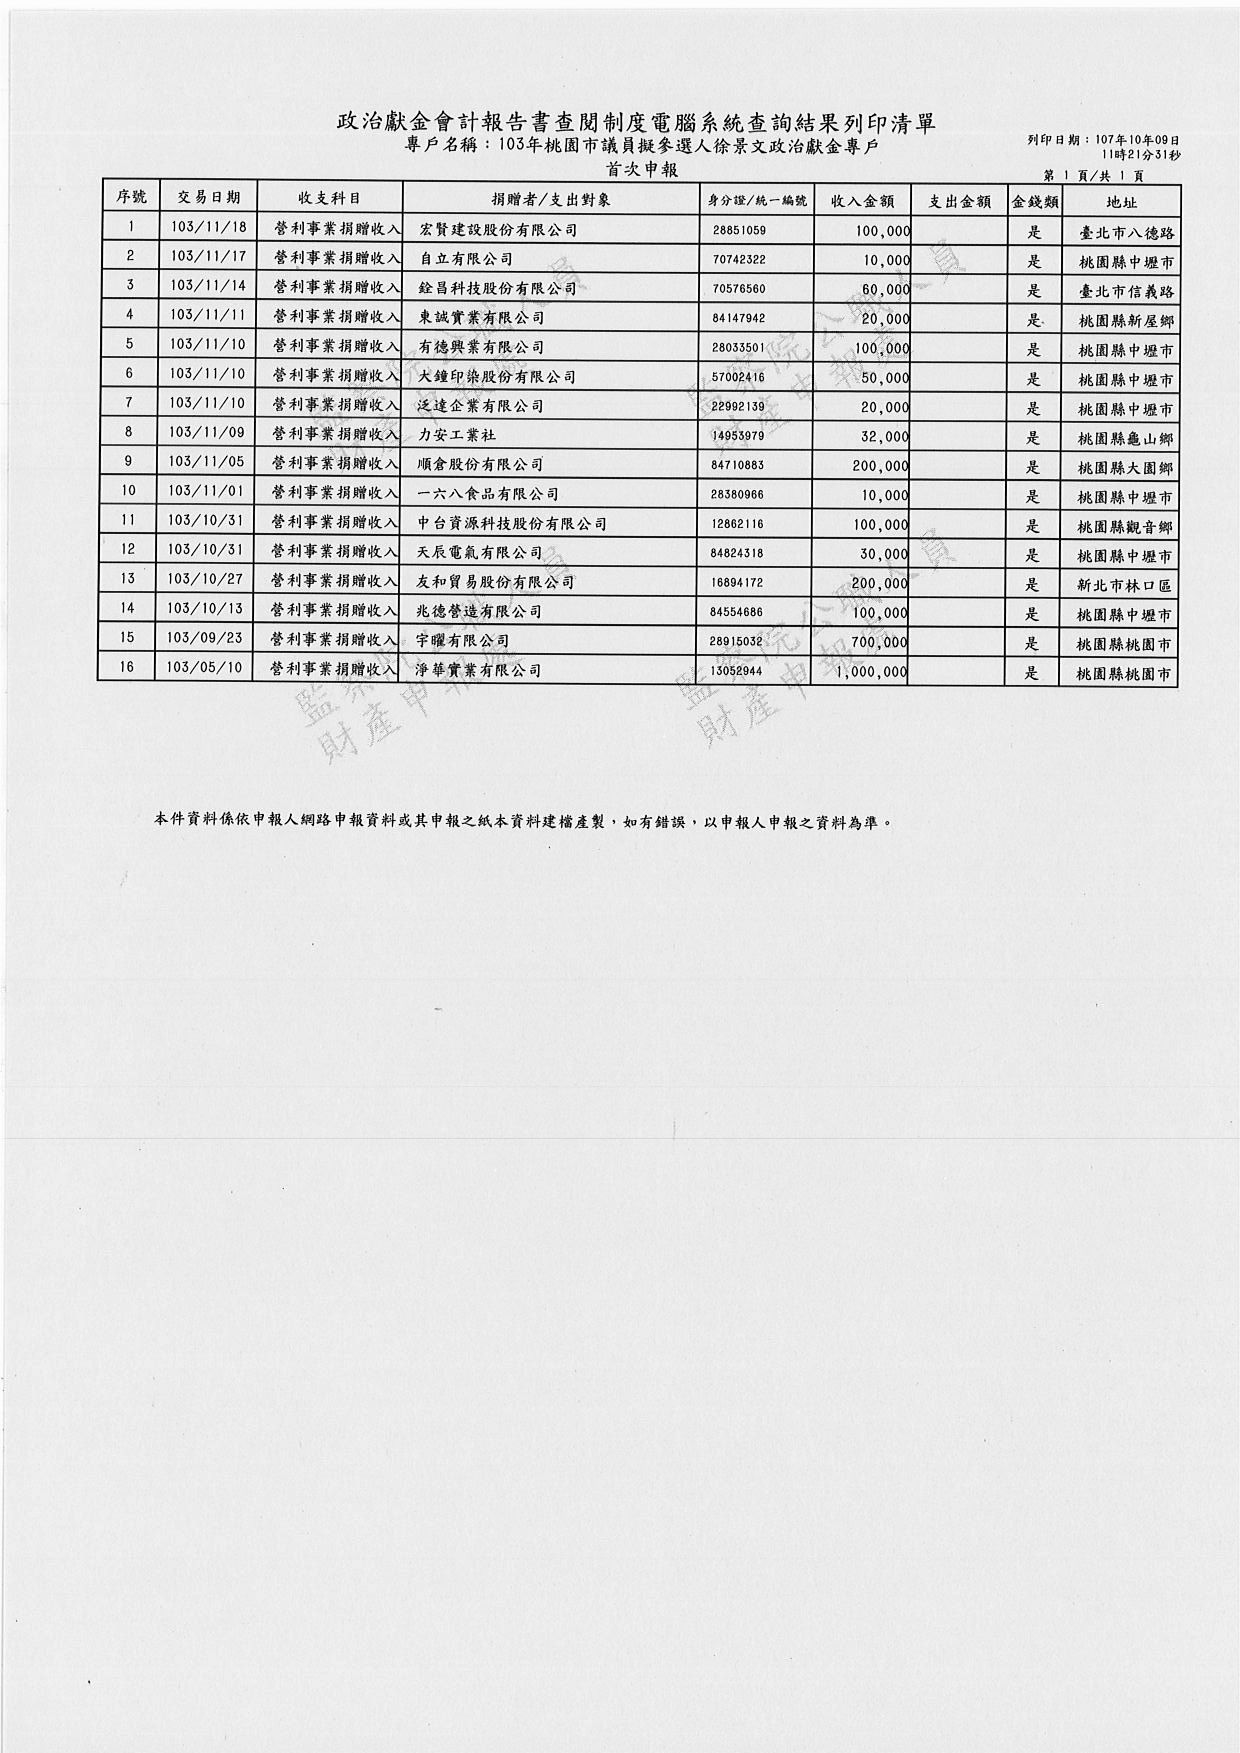 政治獻金會計報告書查閱制度電腦系統查詢結果列印清單
專戶名稱：103年桃園市議員擬參選人徐景文政治獻金專戶
列印日期：107年10年09日
11時21分31秒
首次申報
第 1 頁/共 1 頁
序號 交易日期 收支科目 捐贈者/支出對象 身分證/統一編號 收入金額 支出金額 金錢類 地址
1 103/11/18 營利事業捐贈收入 宏賢建設股份有限公司 28851059 100,000 是 臺北市八德路
2 103/11/17 營利事業捐贈收入 自立有限公司 70742322 10,000 是 桃園縣中壢市
3 103/11/14 營利事業捐贈收入 銓昌科技股份有限公司 70576560 60,000 是 臺北市信義路
4 103/11/11 營利事業捐贈收入 東誠實業有限公司 84147942 20,000 是 桃園縣新屋鄉
5 103/11/10 營利事業捐贈收入 有德興業有限公司 28033501 100,000 是 桃園縣中壢市
6 103/11/10 營利事業捐贈收入 大鐘印染股份有限公司 57002416 50,000 是 桃園縣中壢市
7 103/11/10 營利事業捐贈收入 泛達企業有限公司 22992139 20,000 是 桃園縣中壢市
8 103/11/09 營利事業捐贈收入 力安工業社 14953979 32,000 是 桃園縣龜山鄉
9 103/11/05 營利事業捐贈收入 順倉股份有限公司 84710883 200,000 是 桃園縣大園鄉
10 103/11/01 營利事業捐贈收入 一六八食品有限公司 28380966 10,000 是 桃園縣中壢市
11 103/10/31 營利事業捐贈收入 中台資源科技股份有限公司 12862116 100,000 是 桃園縣觀音鄉
12 103/10/31 營利事業捐贈收入 天辰電氣有限公司 84824318 30,000 是 桃園縣中壢市
13 103/10/27 營利事業捐贈收入 友和貿易股份有限公司 16894172 200,000 是 新北市林口區
14 103/10/13 營利事業捐贈收入 兆德營造有限公司 84554686 100,000 是 桃園縣中壢市
15 103/09/23 營利事業捐贈收入 宇曜有限公司 28915032 700,000 是 桃園縣桃園市
16 103/05/10 營利事業捐贈收入 淨華實業有限公司 13052944 1,000,000 是 桃園縣桃園市
監察院公職人員
財產申報處
監察院公職人員
財產申報處
監察院公職人員
財產申報處
監察院公職人員
財產申報處
本件資料係依申報人網路申報資料或其申報之紙本資料建檔產製，如有錯誤，以申報人申報之資料為準。